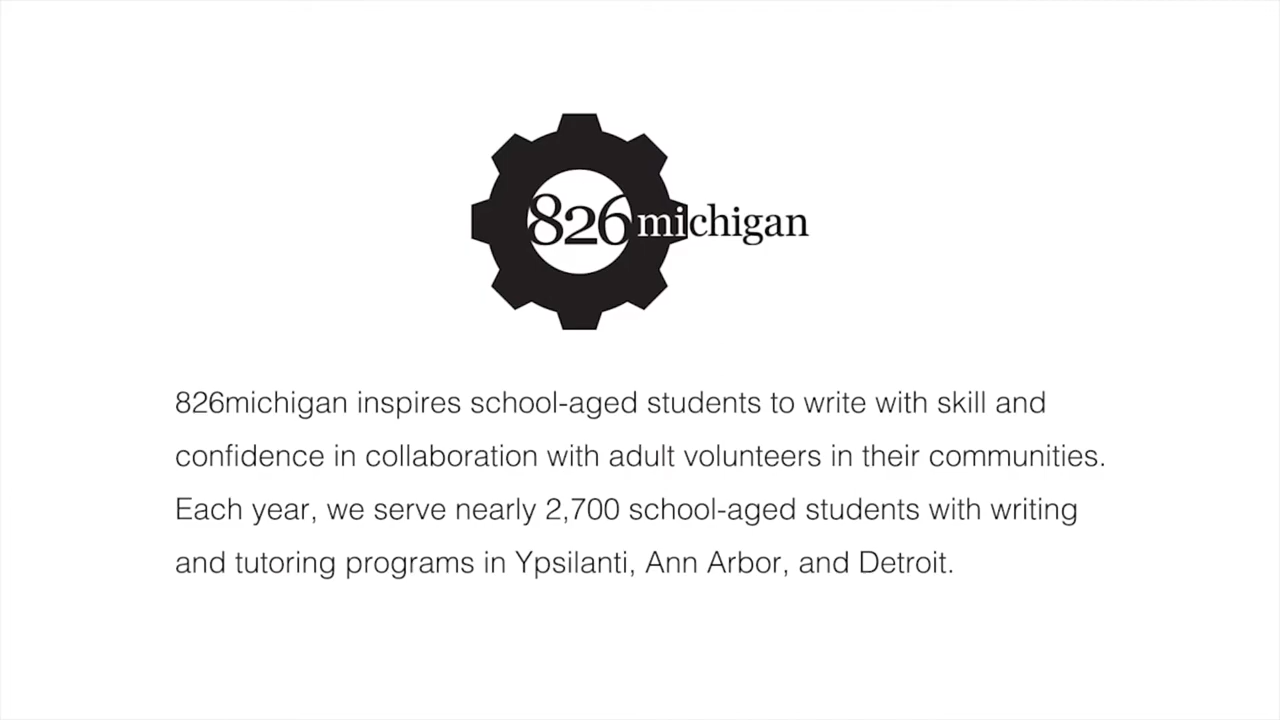 826michigan
826michigan inspires school-aged students to write with skill and
confidence in collaboration with adult volunteers in their communities.
Each year, we serve nearly 2,700 school-aged students with writing
and tutoring programs in Ypsilanti, Ann Arbor, and Detroit.